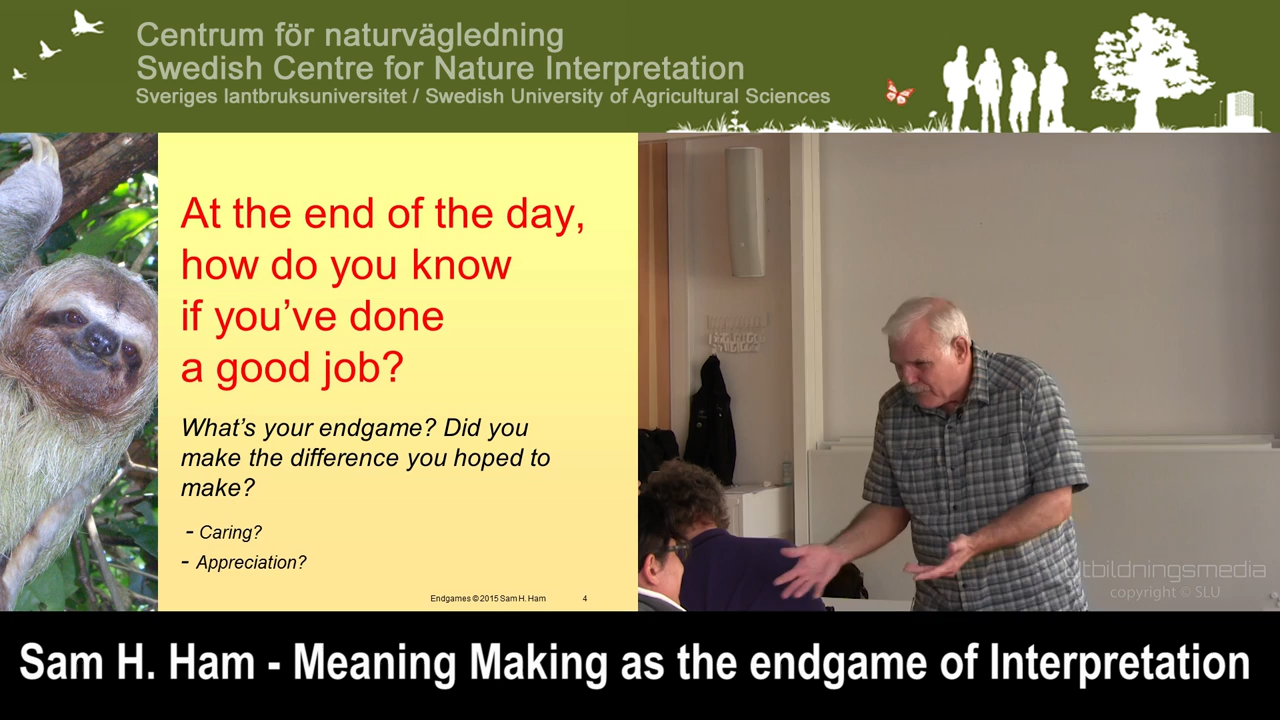 Centrum för naturvägledning
Swedish Centre for Nature Interpretation
Sveriges lantbruksuniversitet / Swedish University of Agricultural Sciences
At the end of the day,
how do you know
if you’ve done
a good job?
What’s your endgame? Did you
make the difference you hoped to
make?
- Caring?
- Appreciation?
Endgames © 2015 Sam H. Ham 4
Utbildningsmedia
copyright © SLU
Sam H. Ham - Meaning Making as the endgame of Interpretation